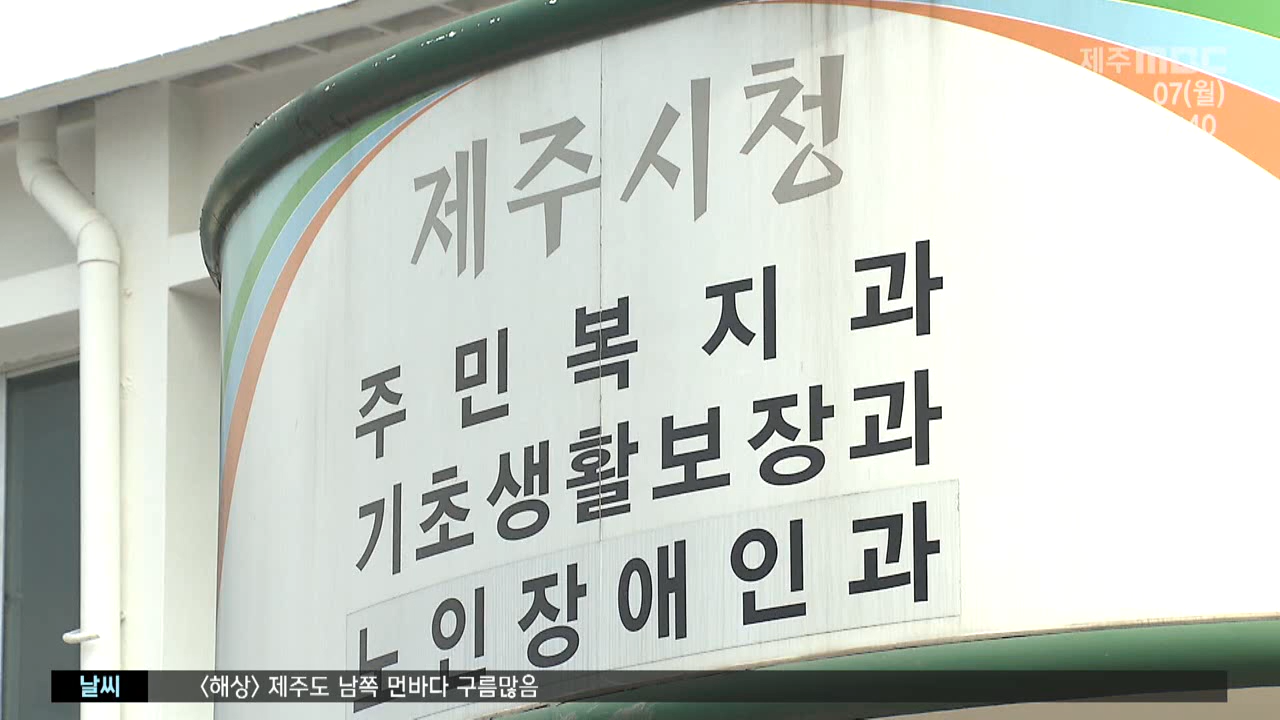 제주MBC
07(월)
40
제주시청
주민복지과
기초생활보장과
노인장애인과
날씨
〈해상〉 제주도 남쪽 먼바다 구름많음